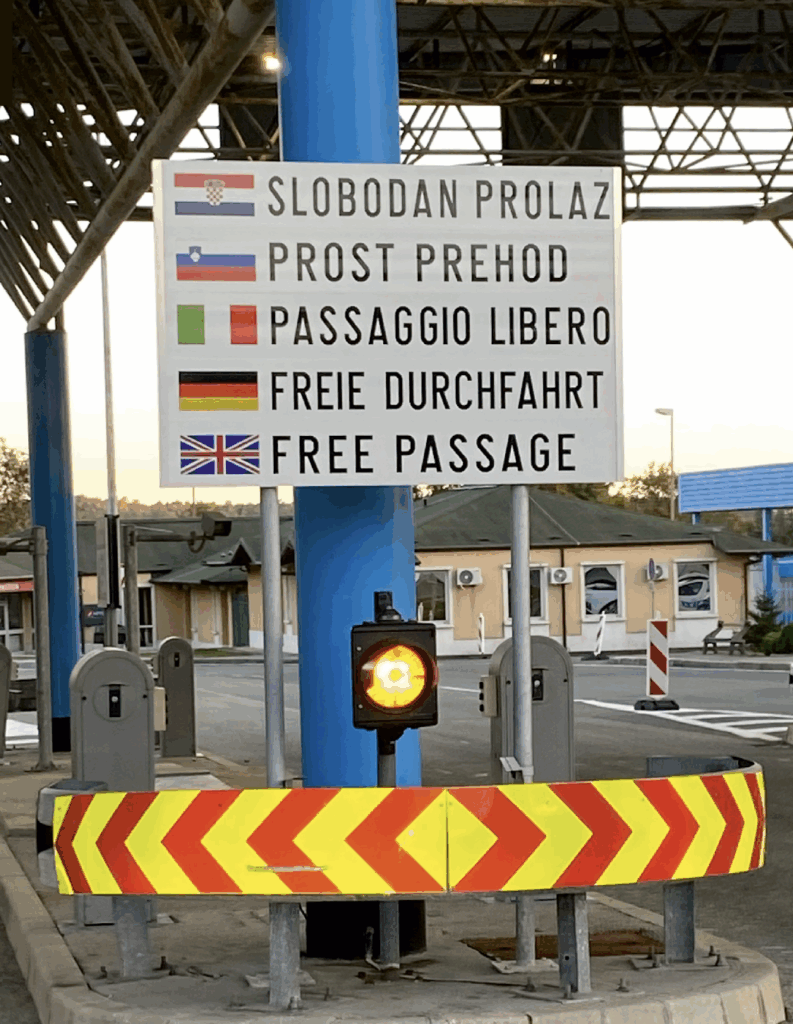 SLOBODAN PROLAZ
PROST PREHOD
PASSAGGIO LIBERO
FREIE DURCHFAHRT
FREE PASSAGE